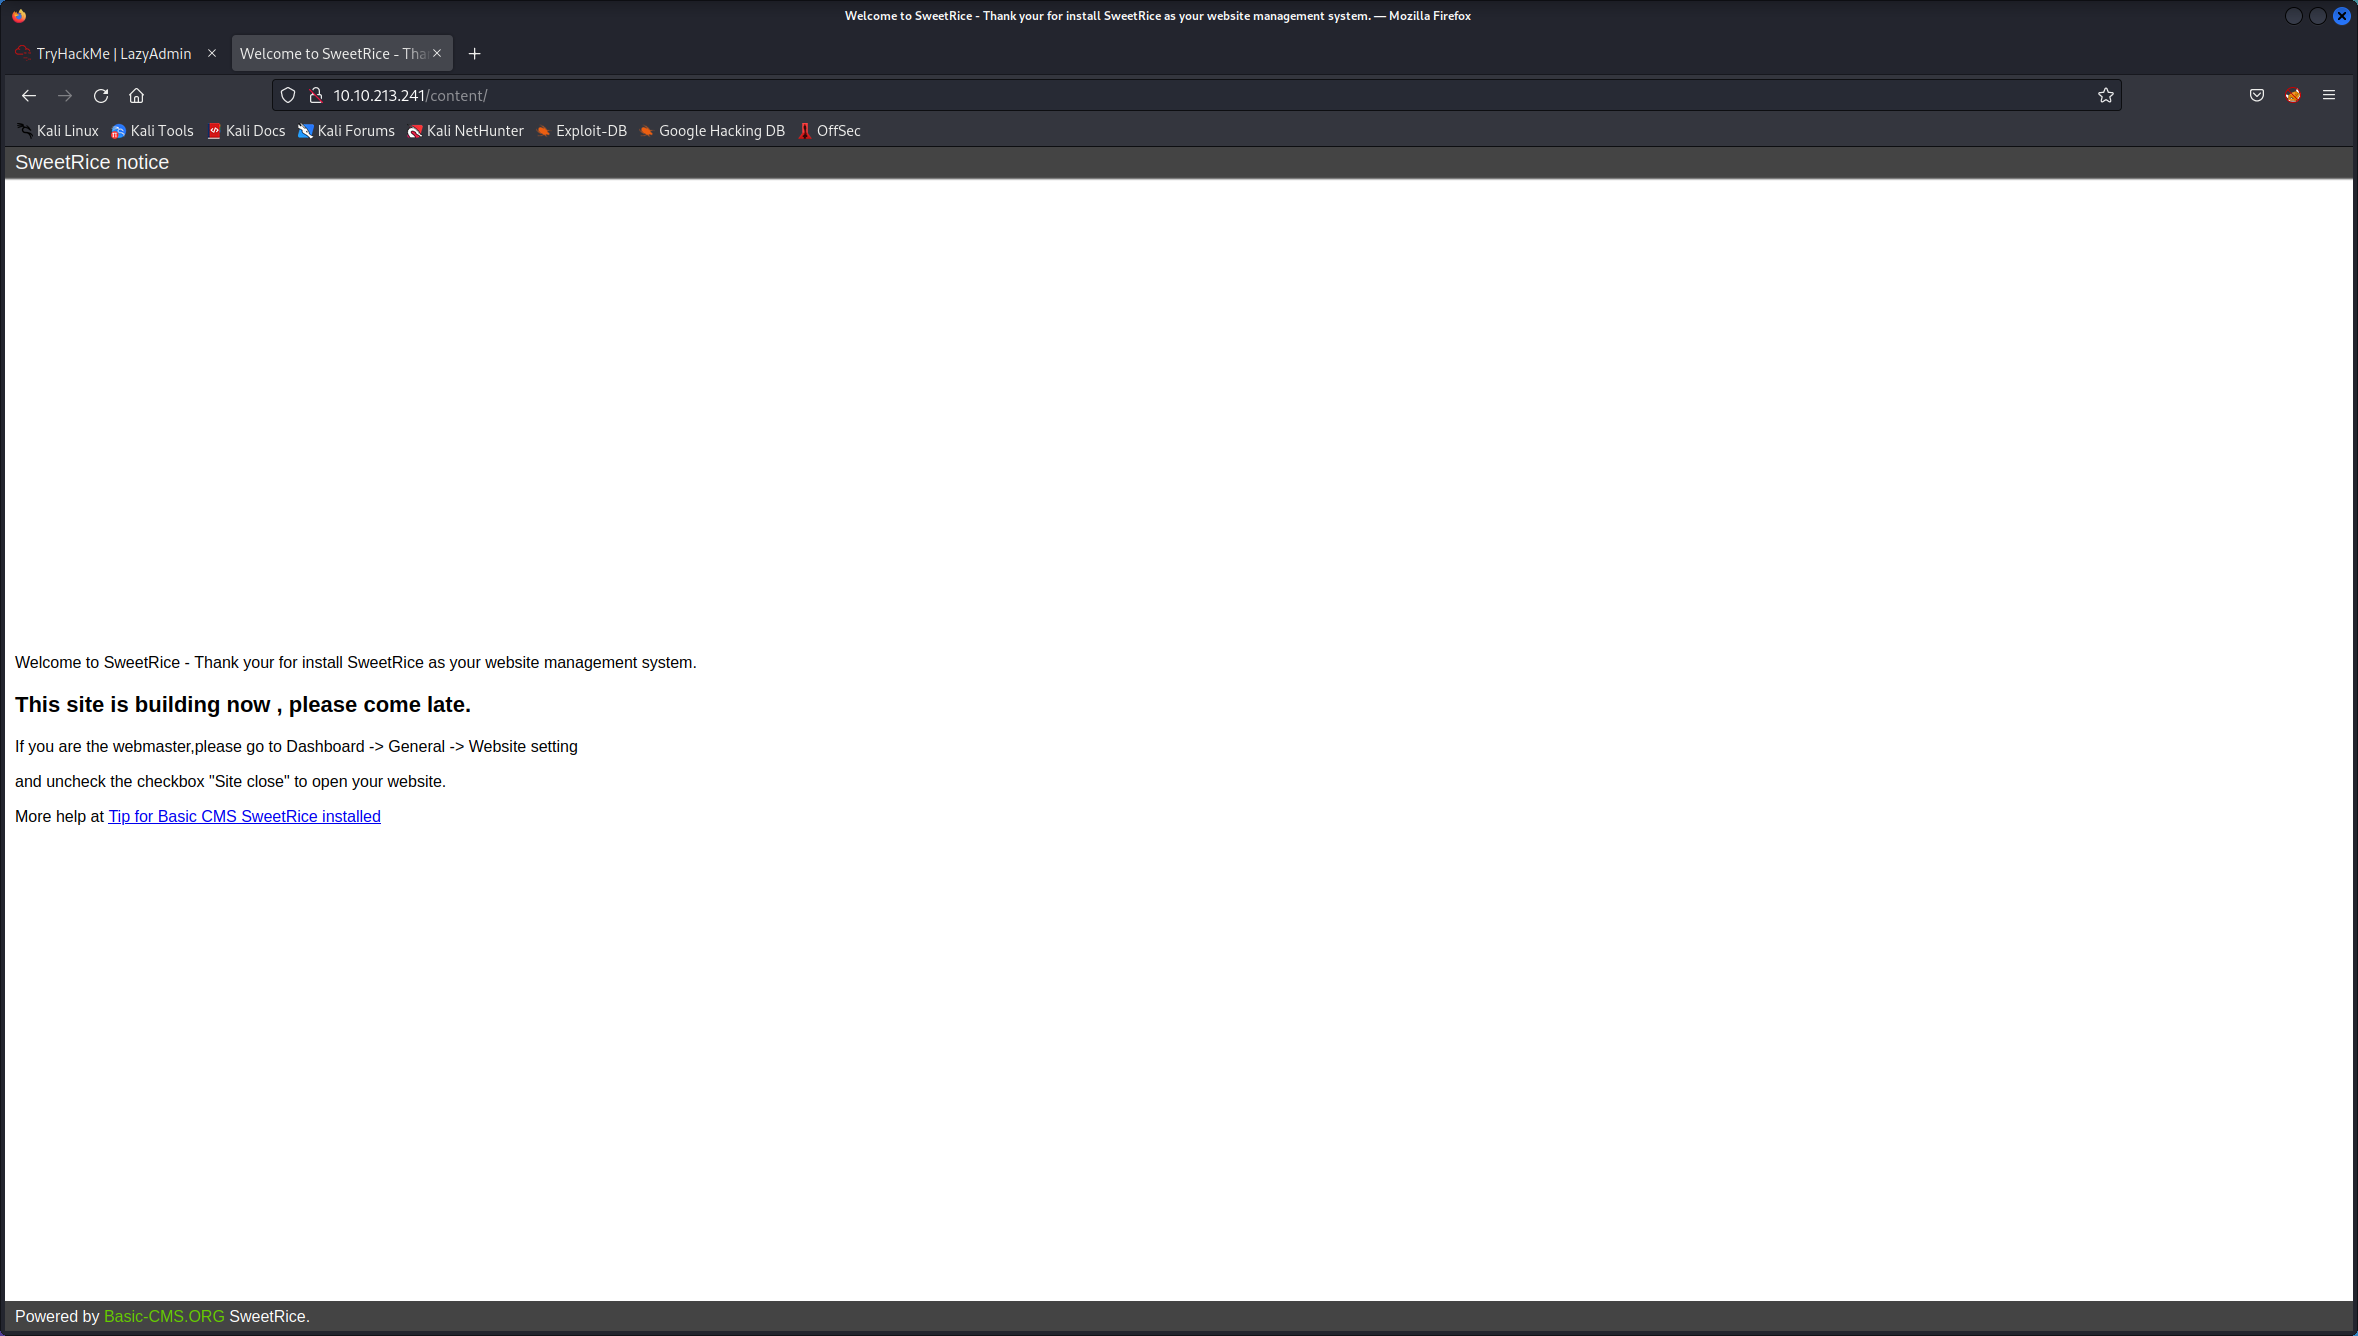 Welcome to SweetRice - Thank your for install SweetRice as your website management system. — Mozilla Firefox
TryHackMe | LazyAdmin
Welcome to SweetRice - Tha
10.10.213.241/content/
Kali Linux Kali Tools Kali Docs Kali Forums Kali NetHunter Exploit-DB Google Hacking DB OffSec
SweetRice notice
Welcome to SweetRice - Thank your for install SweetRice as your website management system.
This site is building now , please come late.
If you are the webmaster,please go to Dashboard -> General -> Website setting
and uncheck the checkbox "Site close" to open your website.
More help at Tip for Basic CMS SweetRice installed
Powered by Basic-CMS.ORG SweetRice.